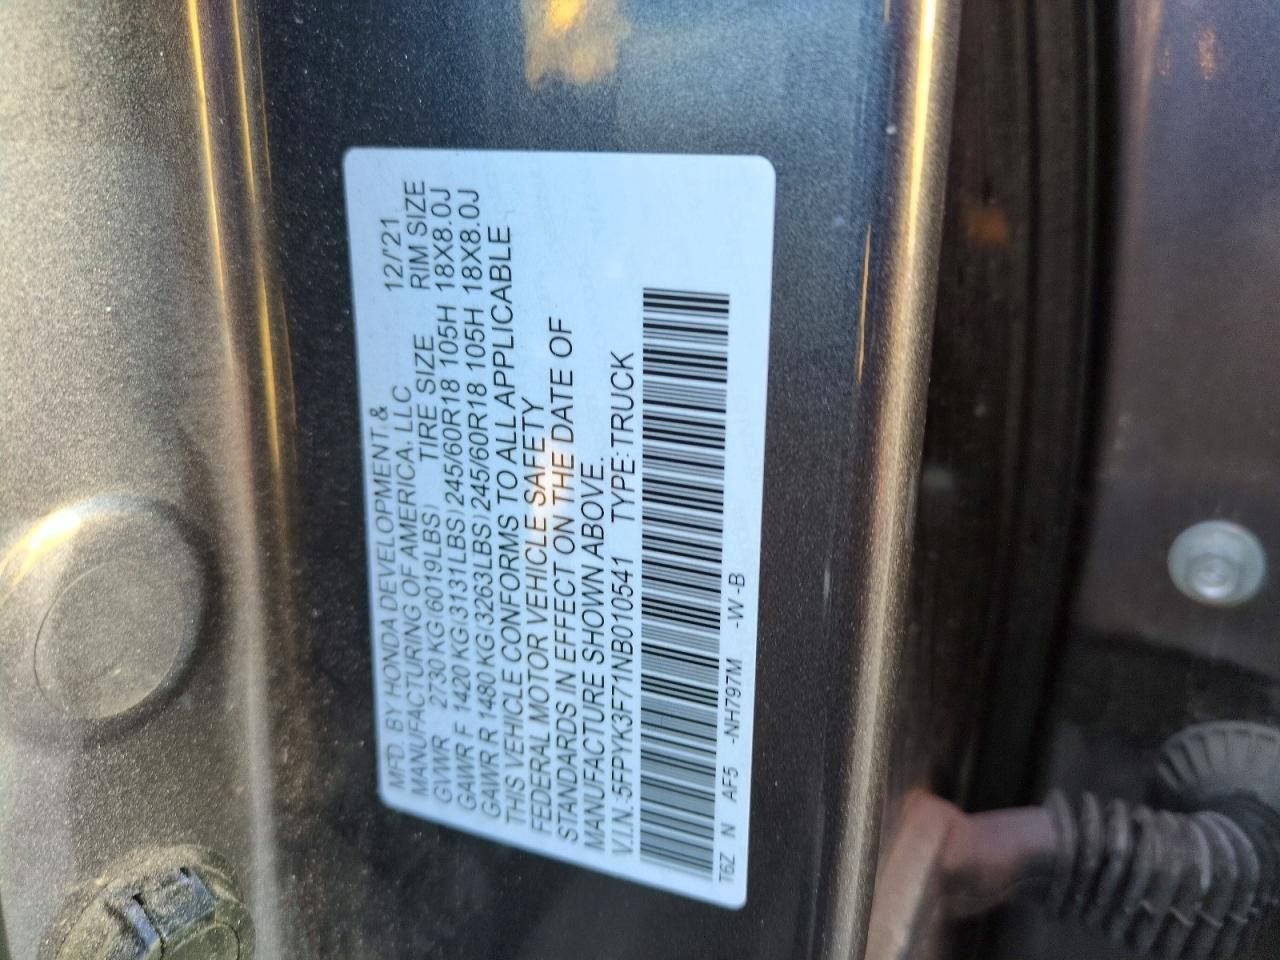 MFD. BY HONDA DEVELOPMENT &
MANUFACTURING OF AMERICA, LLC 12/'21
GVWR 2730 KG (6019LBS) TIRE SIZE RIM SIZE
GAWR F 1420 KG (3131LBS) 245/60R18 105H 18X8.0J
GAWR R 1480 KG (3263LBS) 245/60R18 105H 18X8.0J
THIS VEHICLE CONFORMS TO ALL APPLICABLE
FEDERAL MOTOR VEHICLE SAFETY
STANDARDS IN EFFECT ON THE DATE OF
MANUFACTURE SHOWN ABOVE.
V.I.N.:5FPYK3F71NB010541 TYPE:TRUCK
T6Z N AF5 -NH797M -W -B